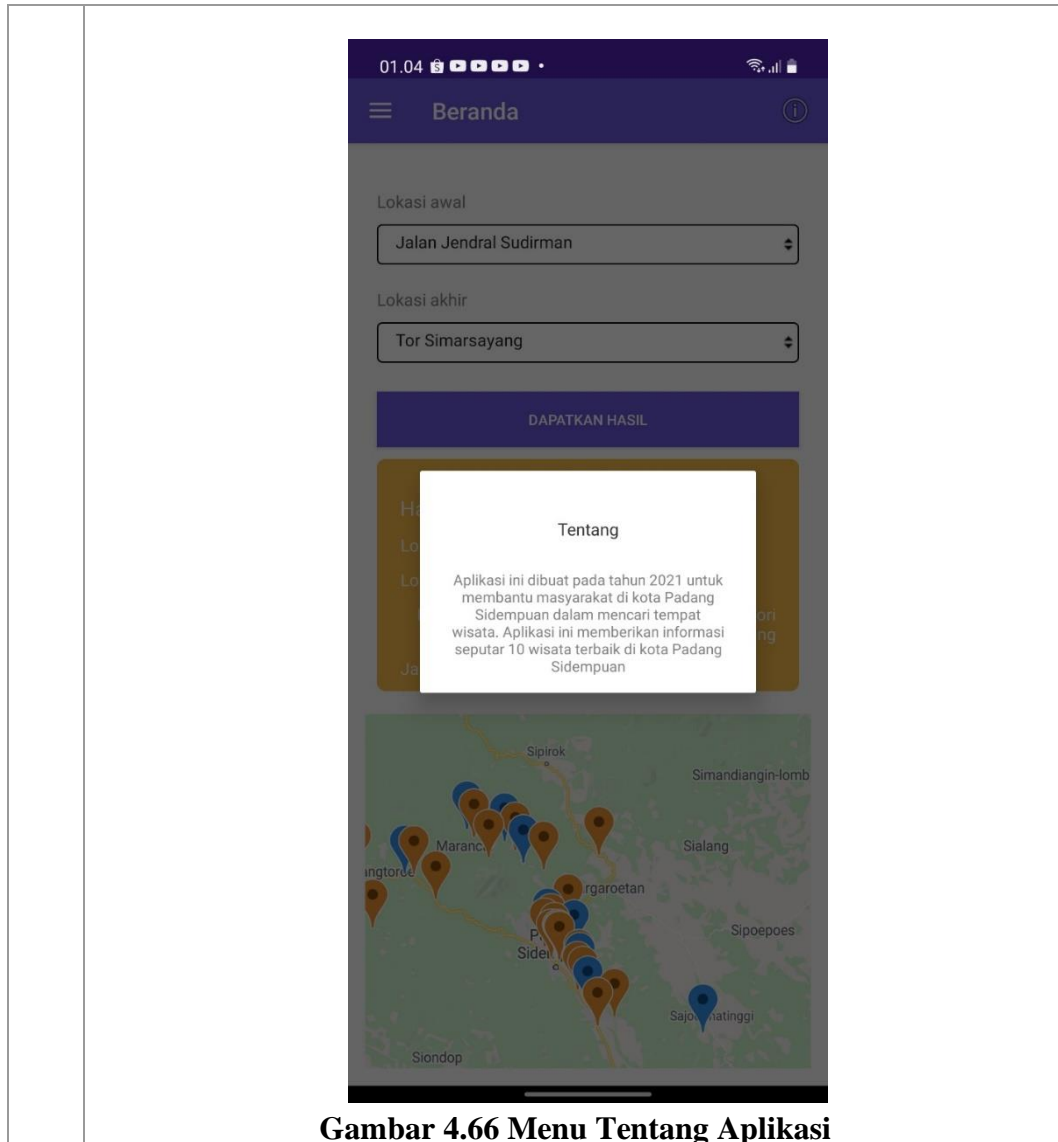 01.04
Beranda
Lokasi awal
Jalan Jendral Sudirman
Lokasi akhir
Tor Simarsayang
DAPATKAN HASIL
Tentang
Aplikasi ini dibuat pada tahun 2021 untuk
membantu masyarakat di kota Padang
Sidempuan dalam mencari tempat
wisata. Aplikasi ini memberikan informasi
seputar 10 wisata terbaik di kota Padang
Sidempuan
Sipirok
Simandiangin-lomb
Sialang
Sipoepoes
Siondop
Gambar 4.66 Menu Tentang Aplikasi